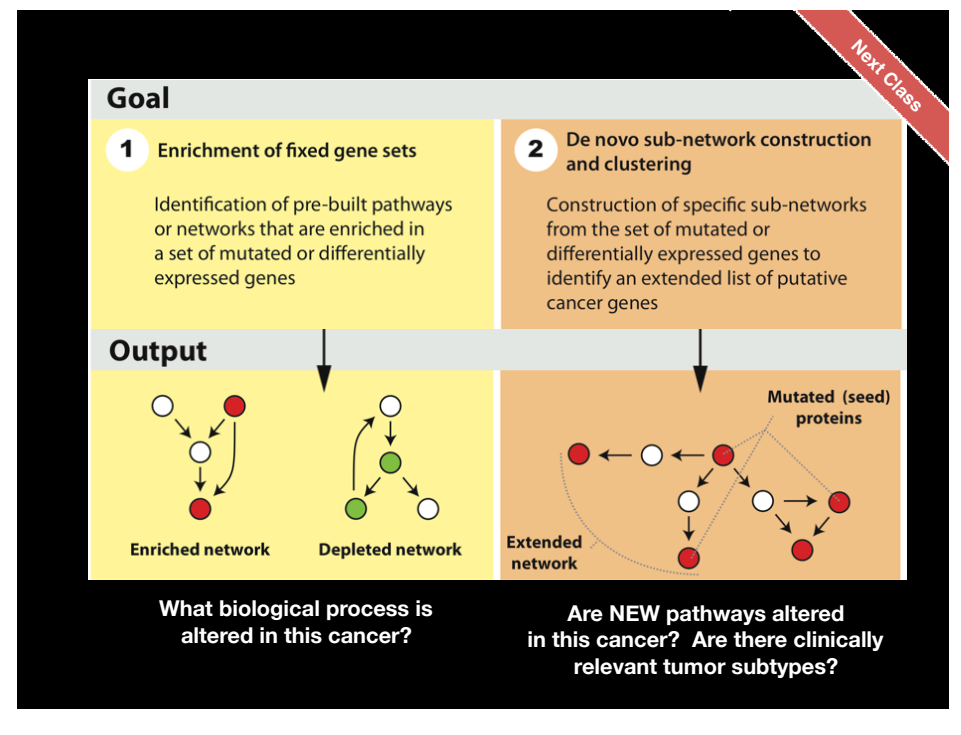 Next Class
Goal
1 Enrichment of fixed gene sets
Identification of pre-built pathways
or networks that are enriched in
a set of mutated or differentially
expressed genes
2 De novo sub-network construction
and clustering
Construction of specific sub-networks
from the set of mutated or
differentially expressed genes to
identify an extended list of putative
cancer genes
Output
Enriched network
Depleted network
Mutated (seed)
proteins
Extended
network
What biological process is
altered in this cancer?
Are NEW pathways altered
in this cancer? Are there clinically
relevant tumor subtypes?